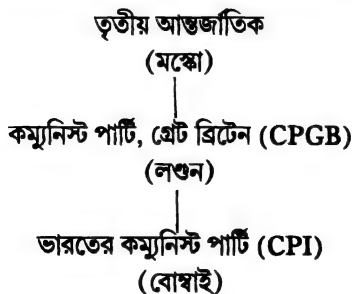 তৃতীয় আন্তর্জাতিক
(মস্কো)
কম্যুনিস্ট পার্টি, গ্রেট ব্রিটেন (CPGB)
(লণ্ডন)
ভারতের কম্যুনিস্ট পার্টি (CPI)
(বোম্বাই)